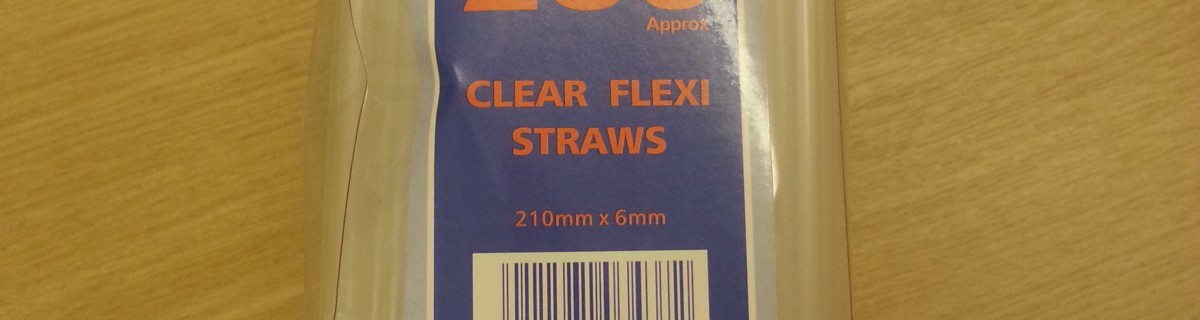 Approx
CLEAR FLEXI
STRAWS
210mm x 6mm